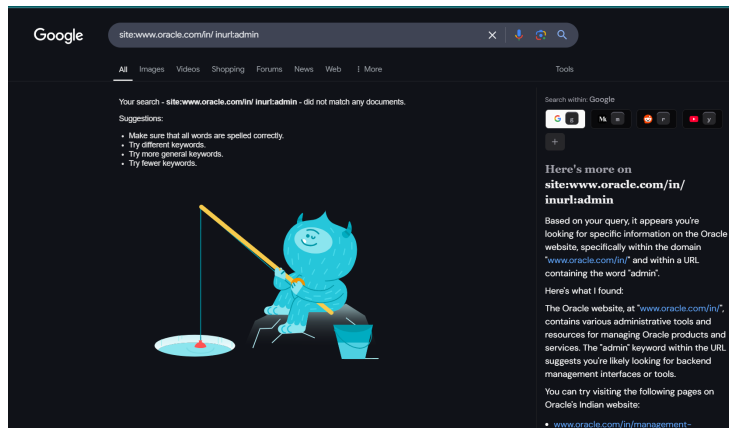 Google
site:www.oracle.com/in/ inurl:admin
All Images Videos Shopping Forums News Web More Tools
Your search - site:www.oracle.com/in/ inurl:admin - did not match any documents.
Suggestions:
Make sure that all words are spelled correctly.
Try different keywords.
Try more general keywords.
Try fewer keywords.
Search within: Google
G g M m r y
+
Here's more on
site:www.oracle.com/in/
inurl:admin
Based on your query, it appears you're
looking for specific information on the Oracle
website, specifically within the domain
"www.oracle.com/in/" and within a URL
containing the word "admin".
Here's what I found:
The Oracle website, at "www.oracle.com/in/",
contains various administrative tools and
resources for managing Oracle products and
services. The "admin" keyword within the URL
suggests you're likely looking for backend
management interfaces or tools.
You can try visiting the following pages on
Oracle's Indian website:
www.oracle.com/in/management-